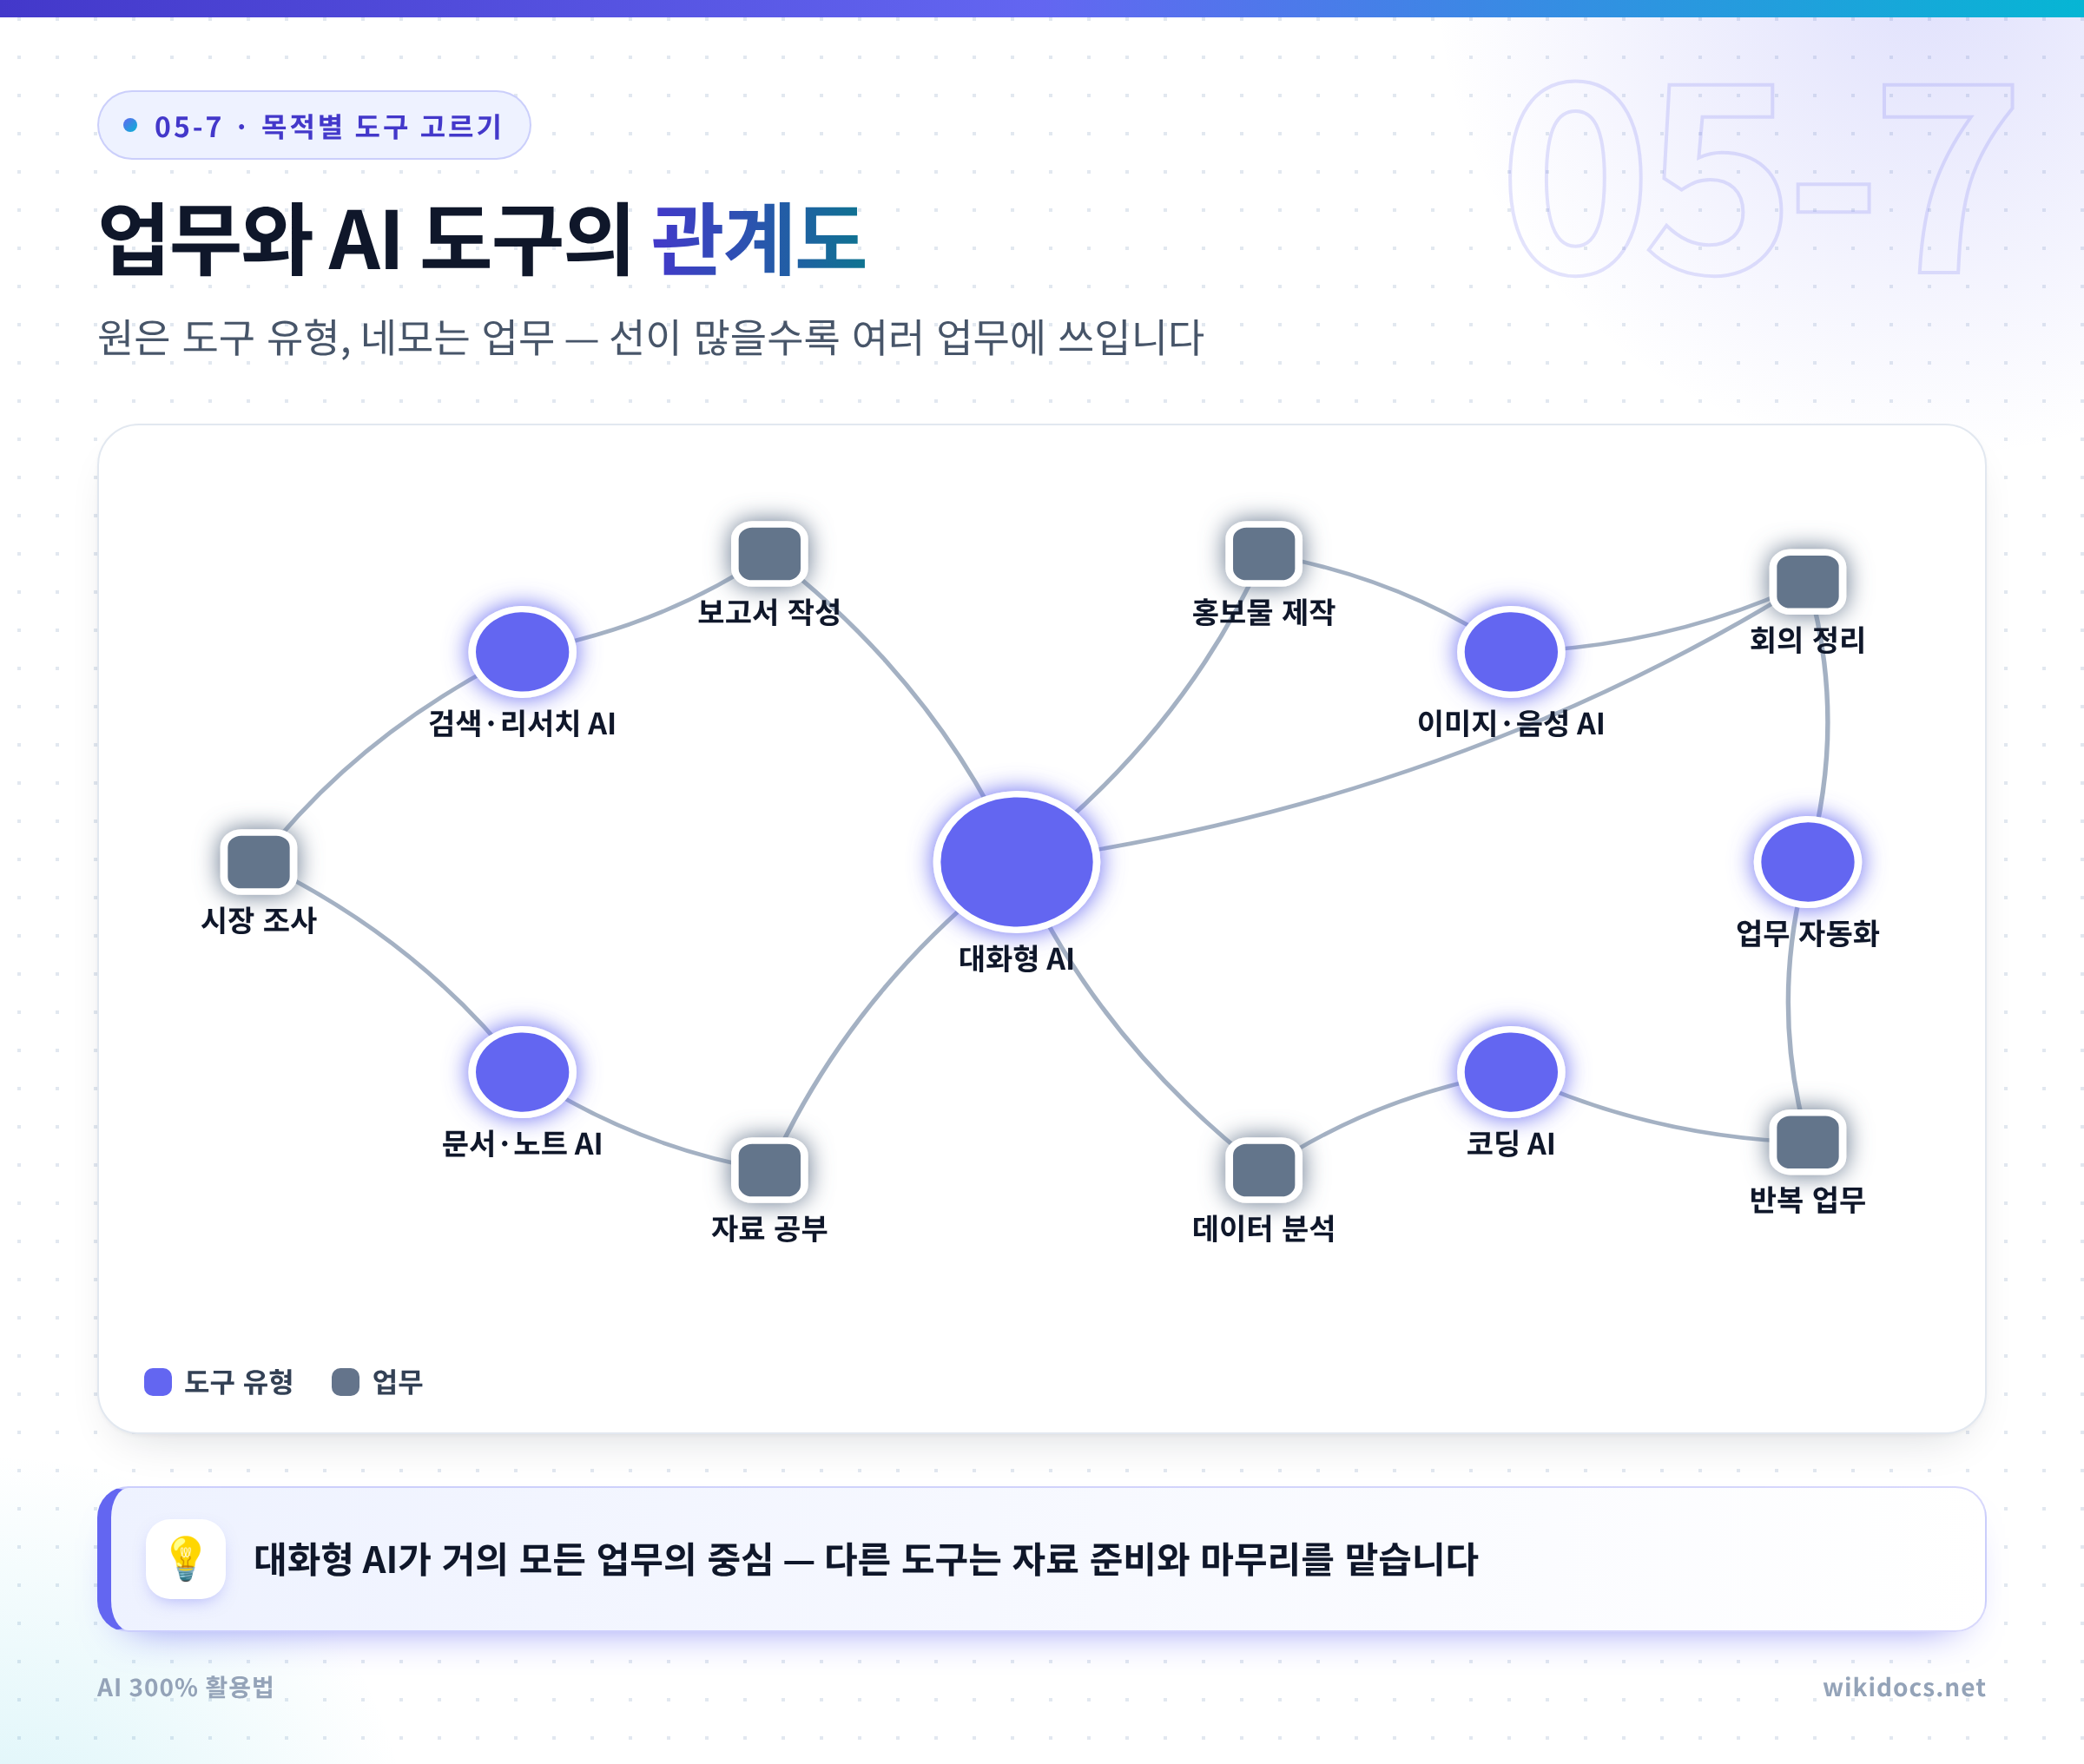 05-7
05-7 · 목적별 도구 고르기
업무와 AI 도구의 관계도
원은 도구 유형, 네모는 업무 — 선이 많을수록 여러 업무에 쓰입니다
보고서 작성
홍보물 제작
회의 정리
검색·리서치 AI
이미지·음성 AI
시장 조사
대화형 AI
업무 자동화
문서·노트 AI
코딩 AI
자료 공부
데이터 분석
반복 업무
도구 유형
업무
대화형 AI가 거의 모든 업무의 중심 — 다른 도구는 자료 준비와 마무리를 맡습니다
AI 300% 활용법
wikidocs.net